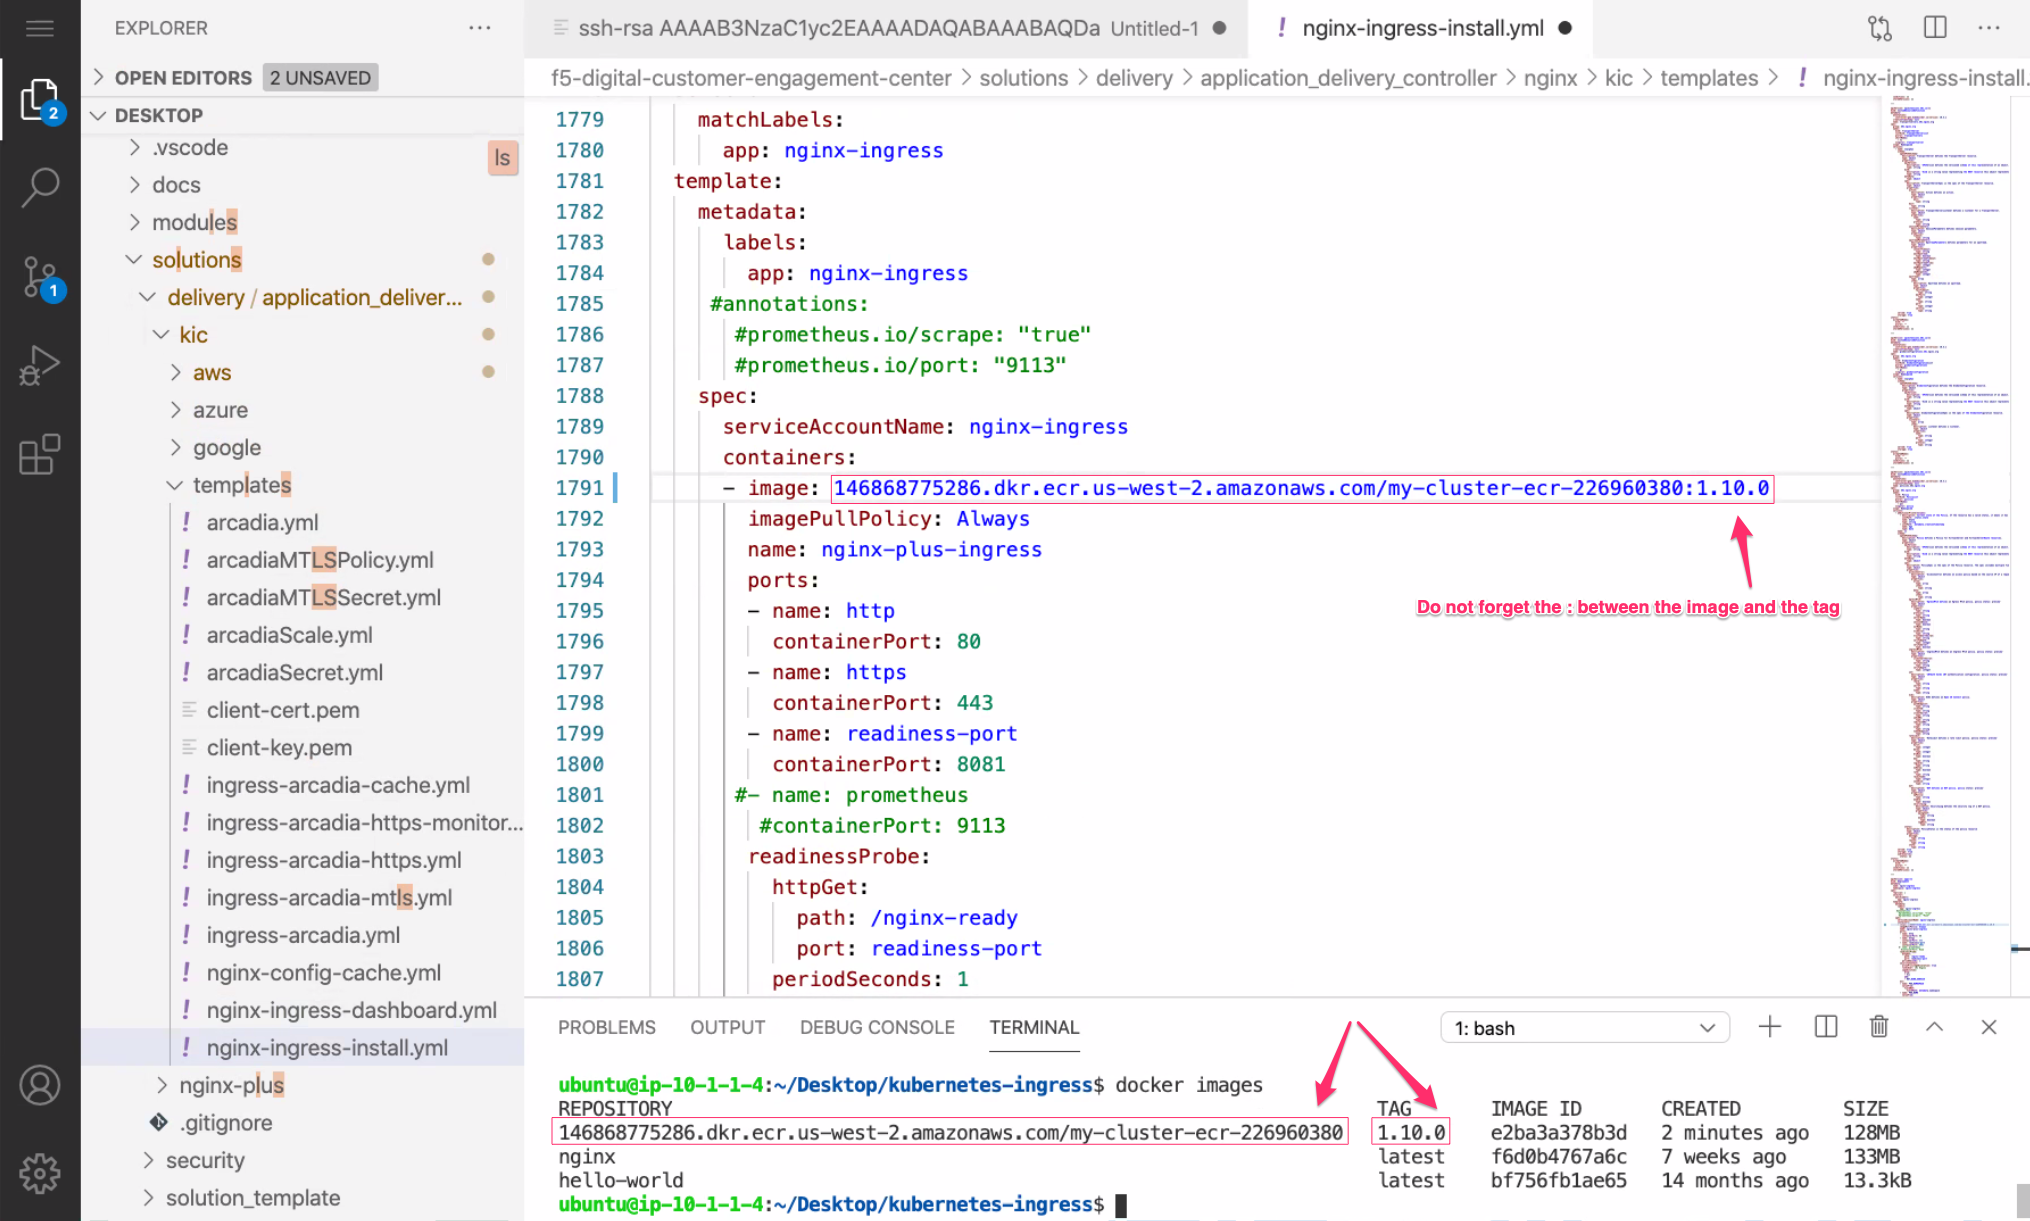 EXPLORER
ssh-rsa AAAAB3NzaC1yc2EAAAADAQABAAABAQDa Untitled-1
! nginx-ingress-install.yml
OPEN EDITORS 2 UNSAVED
f5-digital-customer-engagement-center > solutions > delivery > application_delivery_controller > nginx > kic > templates > ! nginx-ingress-install.
2
DESKTOP
.vscode
ls
docs
modules
solutions
1
delivery / application_deliver...
kic
aws
azure
google
templates
! arcadia.yml
! arcadiaMTLSPolicy.yml
! arcadiaMTLSSecret.yml
! arcadiaScale.yml
! arcadiaSecret.yml
client-cert.pem
client-key.pem
! ingress-arcadia-cache.yml
! ingress-arcadia-https-monitor...
! ingress-arcadia-https.yml
! ingress-arcadia-mtls.yml
! ingress-arcadia.yml
! nginx-config-cache.yml
! nginx-ingress-dashboard.yml
! nginx-ingress-install.yml
nginx-plus
.gitignore
security
solution_template
1779 matchLabels:
1780 app: nginx-ingress
1781 template:
1782 metadata:
1783 labels:
1784 app: nginx-ingress
1785 #annotations:
1786 #prometheus.io/scrape: "true"
1787 #prometheus.io/port: "9113"
1788 spec:
1789 serviceAccountName: nginx-ingress
1790 containers:
1791 - image: 146868775286.dkr.ecr.us-west-2.amazonaws.com/my-cluster-ecr-226960380:1.10.0
1792 imagePullPolicy: Always
1793 name: nginx-plus-ingress
1794 ports:
1795 - name: http
Do not forget the : between the image and the tag
1796 containerPort: 80
1797 - name: https
1798 containerPort: 443
1799 - name: readiness-port
1800 containerPort: 8081
1801 #- name: prometheus
1802 #containerPort: 9113
1803 readinessProbe:
1804 httpGet:
1805 path: /nginx-ready
1806 port: readiness-port
1807 periodSeconds: 1
PROBLEMS OUTPUT DEBUG CONSOLE TERMINAL 1: bash
ubuntu@ip-10-1-1-4:~/Desktop/kubernetes-ingress$ docker images
REPOSITORY TAG IMAGE ID CREATED SIZE
146868775286.dkr.ecr.us-west-2.amazonaws.com/my-cluster-ecr-226960380 1.10.0 e2ba3a378b3d 2 minutes ago 128MB
nginx latest f6d0b4767a6c 7 weeks ago 133MB
hello-world latest bf756fb1ae65 14 months ago 13.3kB
ubuntu@ip-10-1-1-4:~/Desktop/kubernetes-ingress$